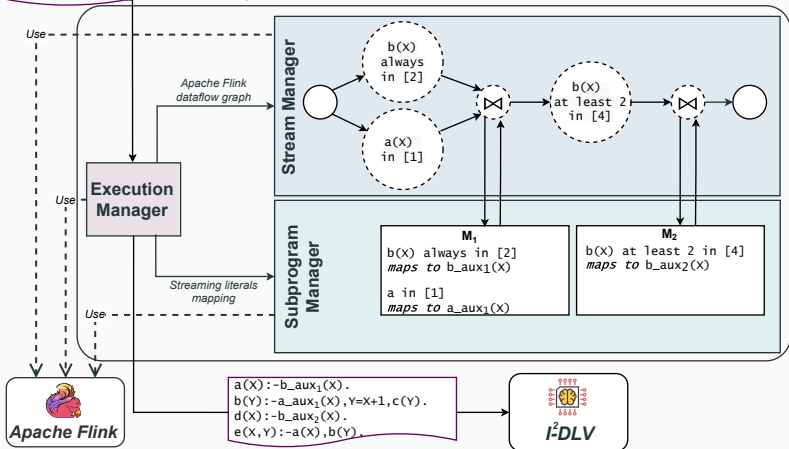 Use
Stream Manager
b(X)
always
in [2]
a(X)
in [1]
⋈
b(X)
at least 2
in [4]
⋈
Apache Flink
dataflow graph
Execution
Manager
Use
Streaming literals
mapping
Use
Subprogram
Manager
M₁
b(X) always in [2]
maps to b_aux₁(X)
a in [1]
maps to a_aux₁(X)
M₂
b(X) at least 2 in [4]
maps to b_aux₂(X)
Apache Flink
a(X):-b_aux₁(X).
b(Y):-a_aux₁(X),Y=X+1,c(Y).
d(X):-b_aux₂(X).
e(X,Y):-a(X),b(Y).
I²-DLV